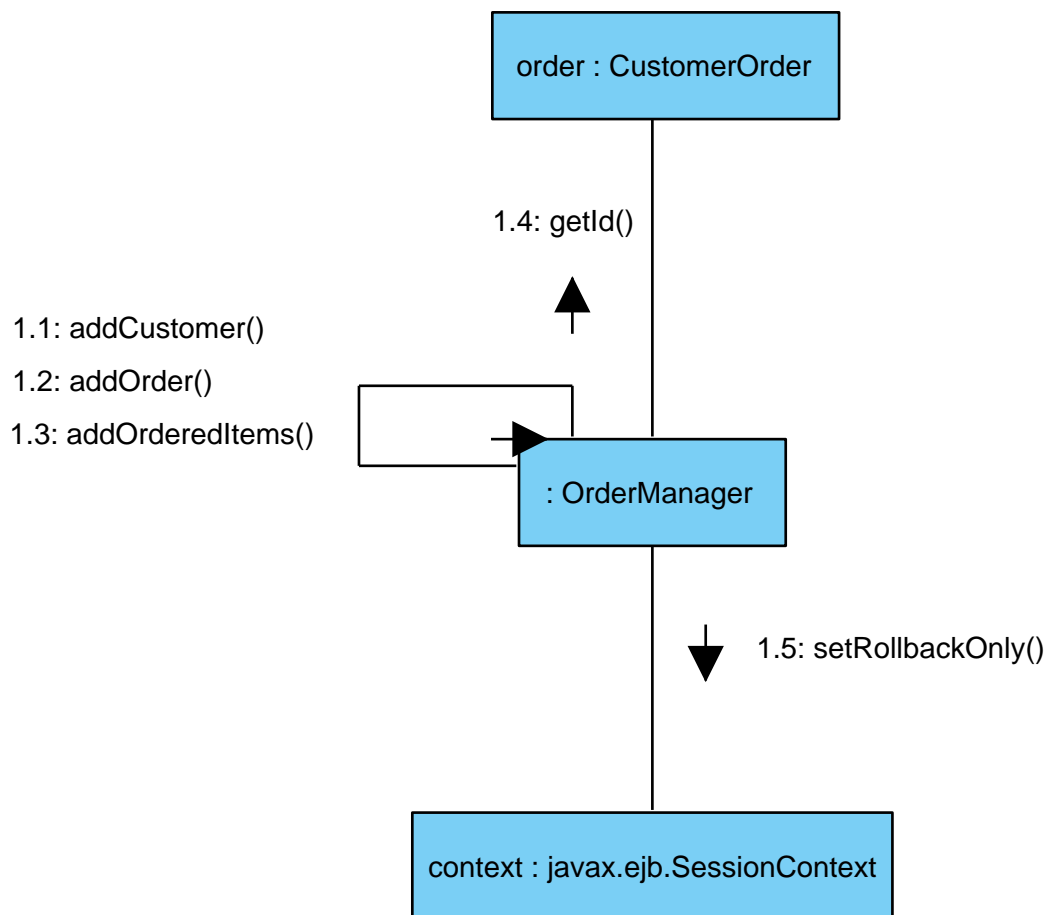 order : CustomerOrder
1.4: getId()
1.1: addCustomer()
1.2: addOrder()
1.3: addOrderedItems()
: OrderManager
1.5: setRollbackOnly()
context : javax.ejb.SessionContext